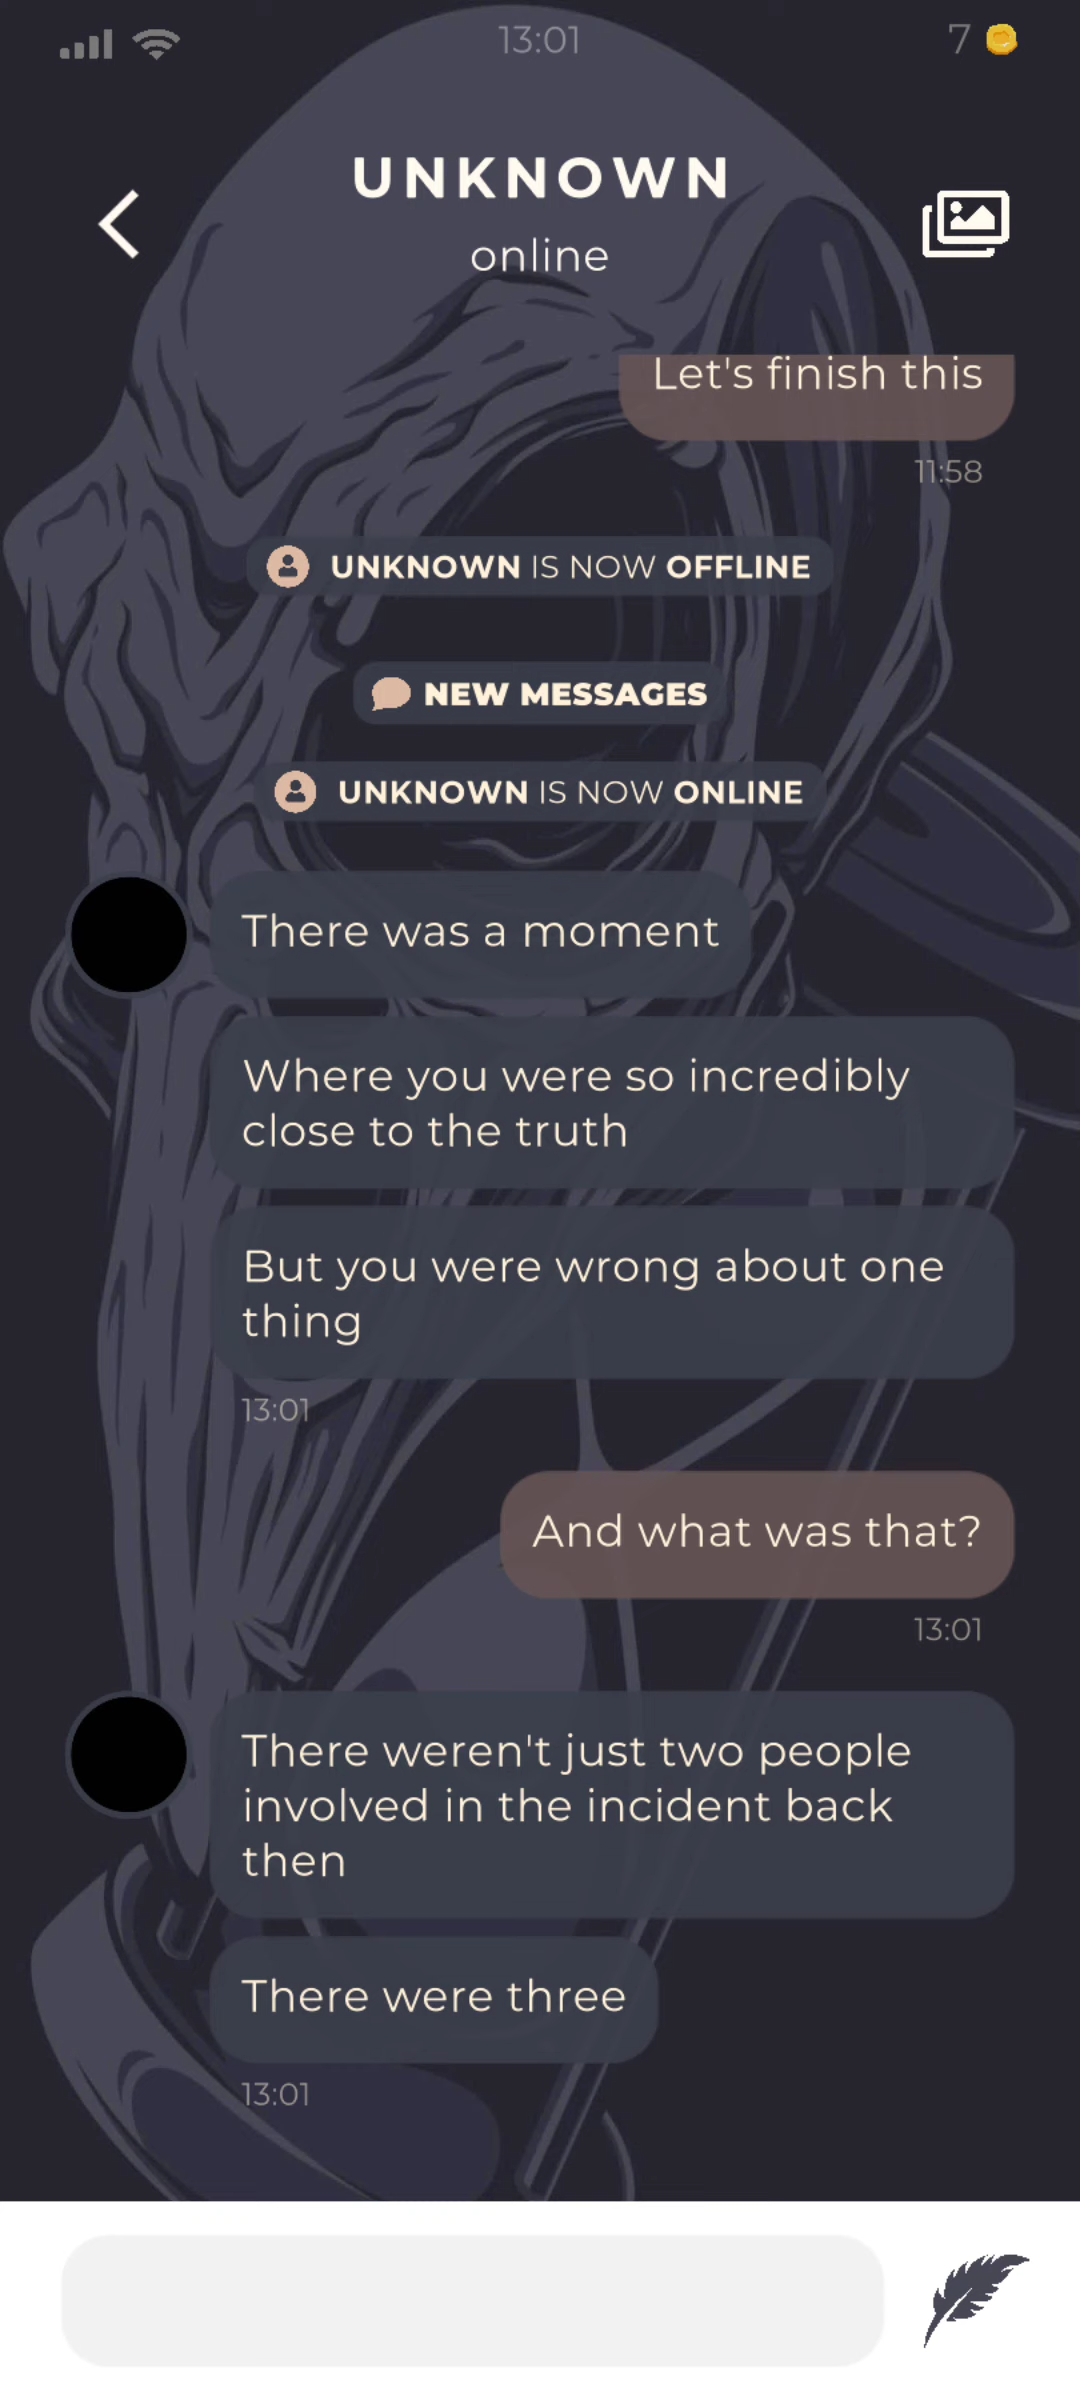 13:01
7
UNKNOWN
online
Let's finish this
11:58
UNKNOWN IS NOW OFFLINE
NEW MESSAGES
UNKNOWN IS NOW ONLINE
There was a moment
Where you were so incredibly
close to the truth
But you were wrong about one
thing
13:01
And what was that?
13:01
There weren't just two people
involved in the incident back
then
There were three
13:01